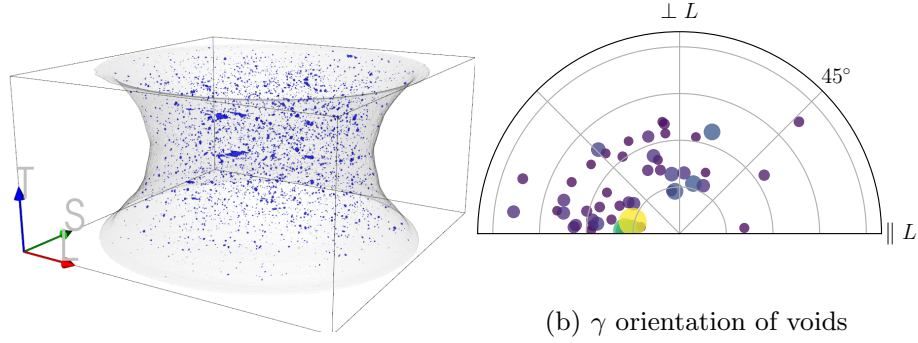 ⊥ L
45°
T
S
L
∥ L
(b) γ orientation of voids